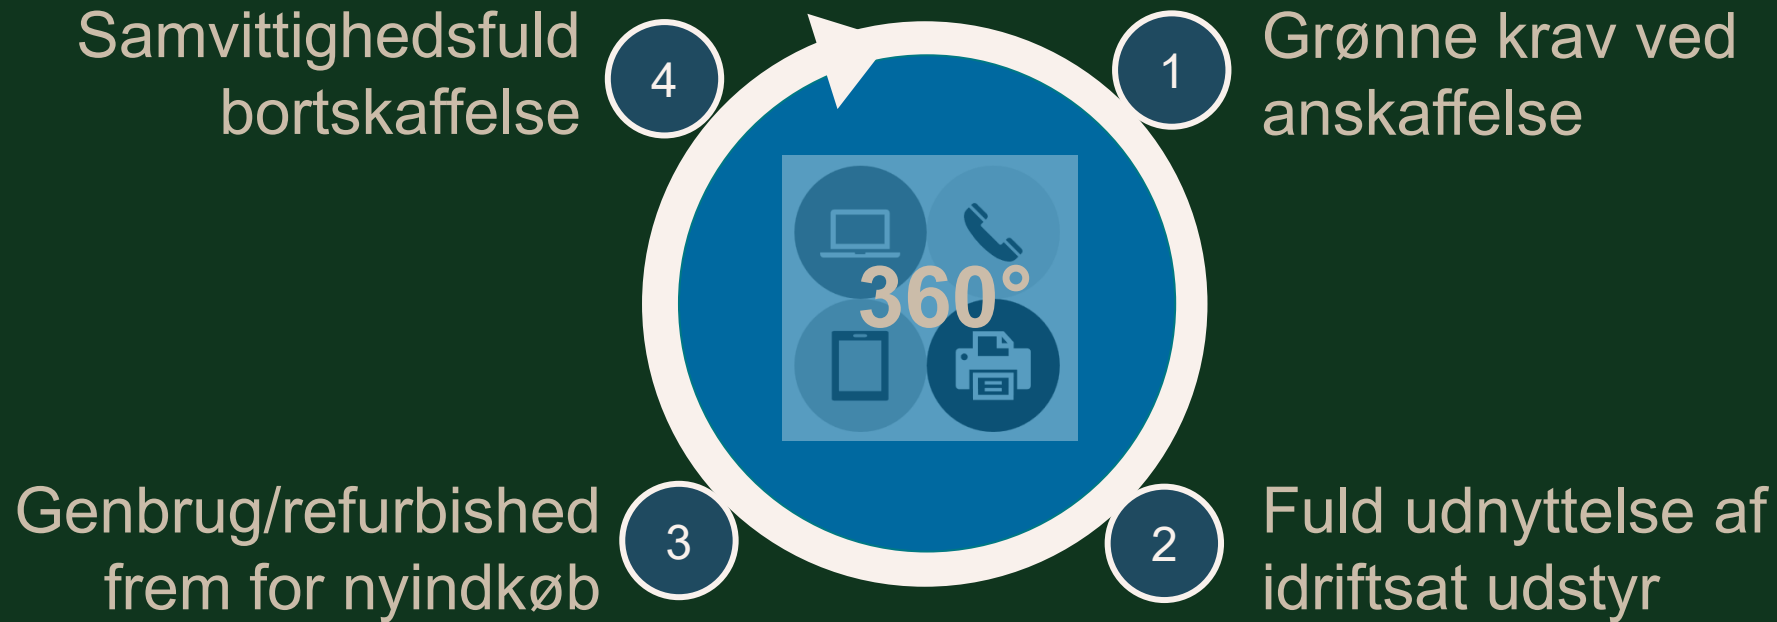 1
Grønne krav ved
anskaffelse
2
Fuld udnyttelse af
idriftsat udstyr
3
Genbrug/refurbished
frem for nyindkøb
4
Samvittighedsfuld
bortskaffelse
360°